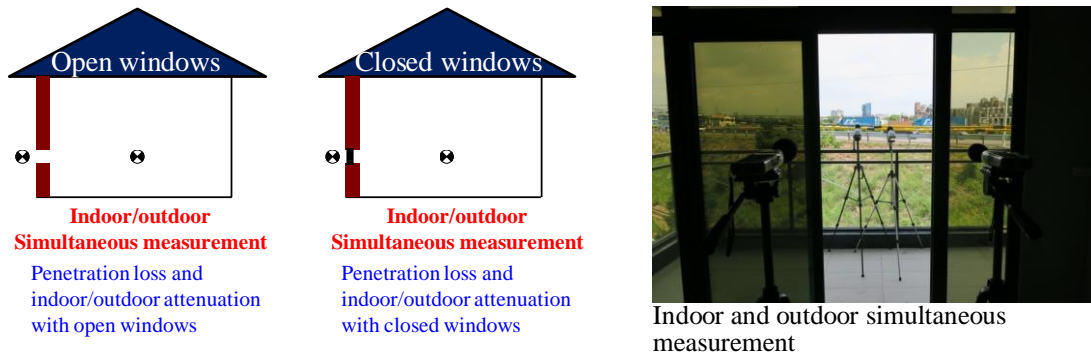 Open windows
Indoor/outdoor
Simultaneous measurement
Penetration loss and
indoor/outdoor attenuation
with open windows
Closed windows
Indoor/outdoor
Simultaneous measurement
Penetration loss and
indoor/outdoor attenuation
with closed windows
Indoor and outdoor simultaneous
measurement